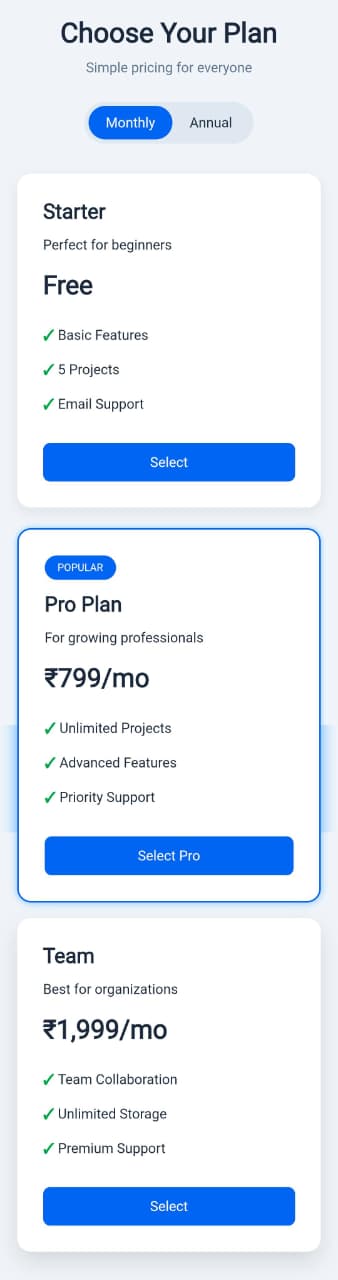 Choose Your Plan
Simple pricing for everyone
Monthly Annual
Starter
Perfect for beginners
Free
✓ Basic Features
✓ 5 Projects
✓ Email Support
Select
POPULAR
Pro Plan
For growing professionals
₹799/mo
✓ Unlimited Projects
✓ Advanced Features
✓ Priority Support
Select Pro
Team
Best for organizations
₹1,999/mo
✓ Team Collaboration
✓ Unlimited Storage
✓ Premium Support
Select